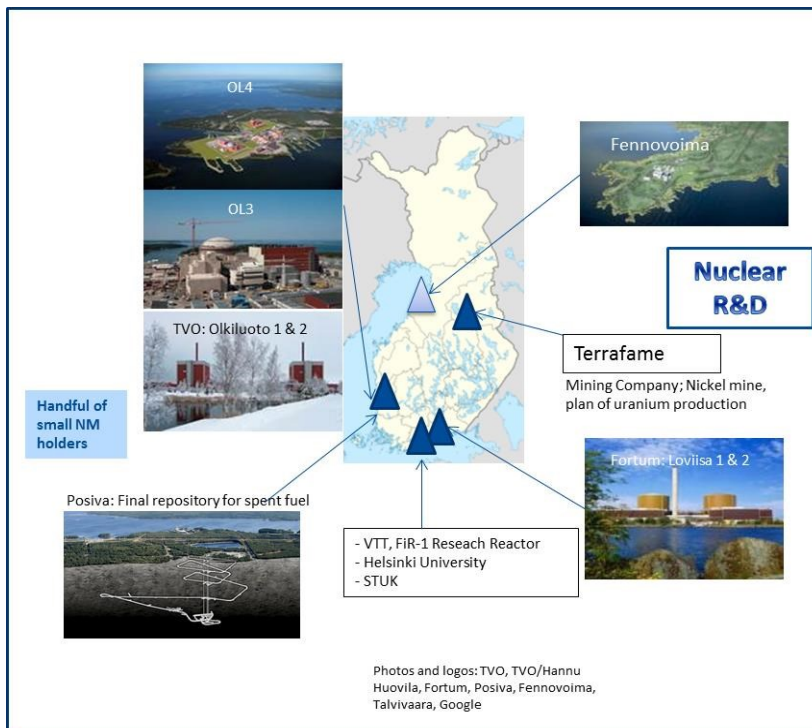 OL4
Fennovoima
OL3
Nuclear
R&D
TVO: Olkiluoto 1 & 2
Terrafame
Mining Company; Nickel mine,
plan of uranium production
Handful of
small NM
holders
Fortum: Loviisa 1 & 2
Posiva: Final repository for spent fuel
- VTT, FiR-1 Reseach Reactor
- Helsinki University
- STUK
Photos and logos: TVO, TVO/Hannu
Huovila, Fortum, Posiva, Fennovoima,
Talvivaara, Google